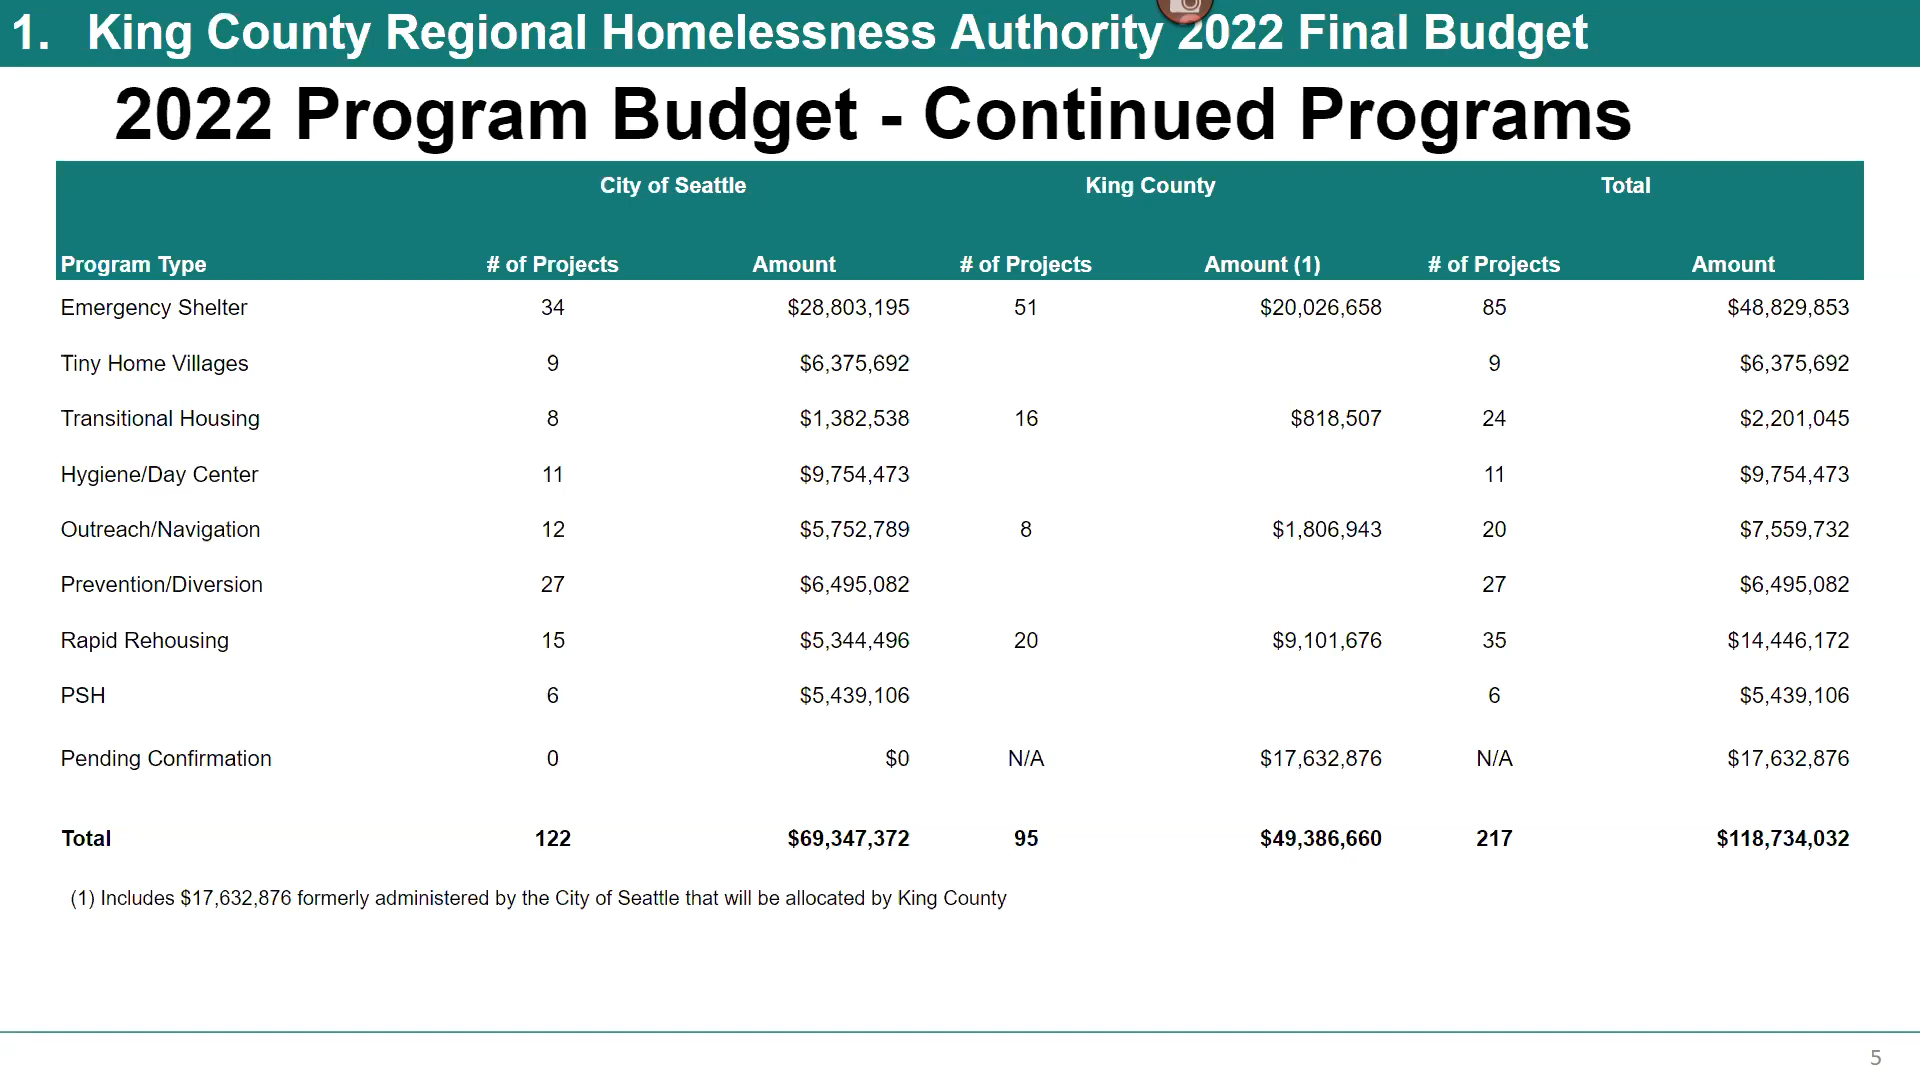 1. King County Regional Homelessness Authority 2022 Final Budget
2022 Program Budget - Continued Programs
City of Seattle King County Total
Program Type # of Projects Amount # of Projects Amount (1) # of Projects Amount
Emergency Shelter 34 $28,803,195 51 $20,026,658 85 $48,829,853
Tiny Home Villages 9 $6,375,692 9 $6,375,692
Transitional Housing 8 $1,382,538 16 $818,507 24 $2,201,045
Hygiene/Day Center 11 $9,754,473 11 $9,754,473
Outreach/Navigation 12 $5,752,789 8 $1,806,943 20 $7,559,732
Prevention/Diversion 27 $6,495,082 27 $6,495,082
Rapid Rehousing 15 $5,344,496 20 $9,101,676 35 $14,446,172
PSH 6 $5,439,106 6 $5,439,106
Pending Confirmation 0 $0 N/A $17,632,876 N/A $17,632,876
Total 122 $69,347,372 95 $49,386,660 217 $118,734,032
(1) Includes $17,632,876 formerly administered by the City of Seattle that will be allocated by King County
5